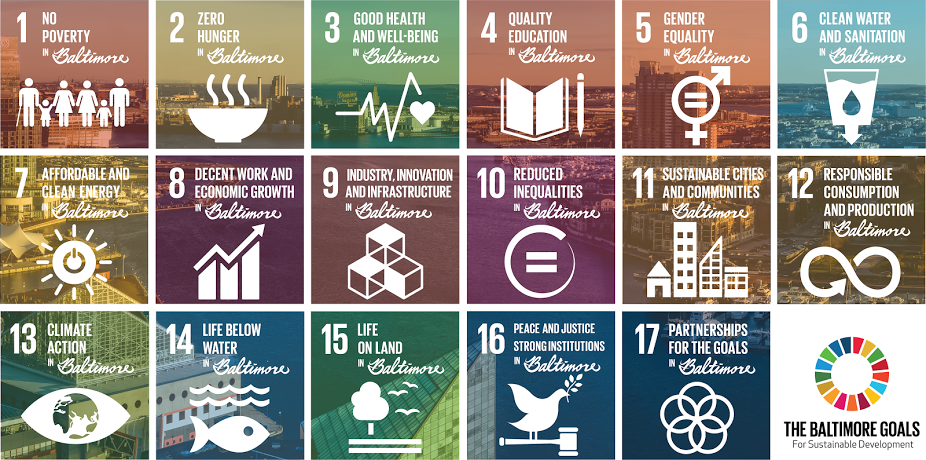 1 NO
POVERTY
IN Baltimore
2 ZERO
HUNGER
IN Baltimore
3 GOOD HEALTH
AND WELL-BEING
IN Baltimore
4 QUALITY
EDUCATION
IN Baltimore
5 GENDER
EQUALITY
IN Baltimore
6 CLEAN WATER
AND SANITATION
IN Baltimore
7 AFFORDABLE AND
CLEAN ENERGY
IN Baltimore
8 DECENT WORK AND
ECONOMIC GROWTH
IN Baltimore
9 INDUSTRY, INNOVATION
AND INFRASTRUCTURE
IN Baltimore
10 REDUCED
INEQUALITIES
IN Baltimore
11 SUSTAINABLE CITIES
AND COMMUNITIES
IN Baltimore
12 RESPONSIBLE
CONSUMPTION
AND PRODUCTION
IN Baltimore
13 CLIMATE
ACTION
IN Baltimore
14 LIFE BELOW
WATER
IN Baltimore
15 LIFE
ON LAND
IN Baltimore
16 PEACE AND JUSTICE
STRONG INSTITUTIONS
IN Baltimore
17 PARTNERSHIPS
FOR THE GOALS
IN Baltimore
THE BALTIMORE GOALS
For Sustainable Development